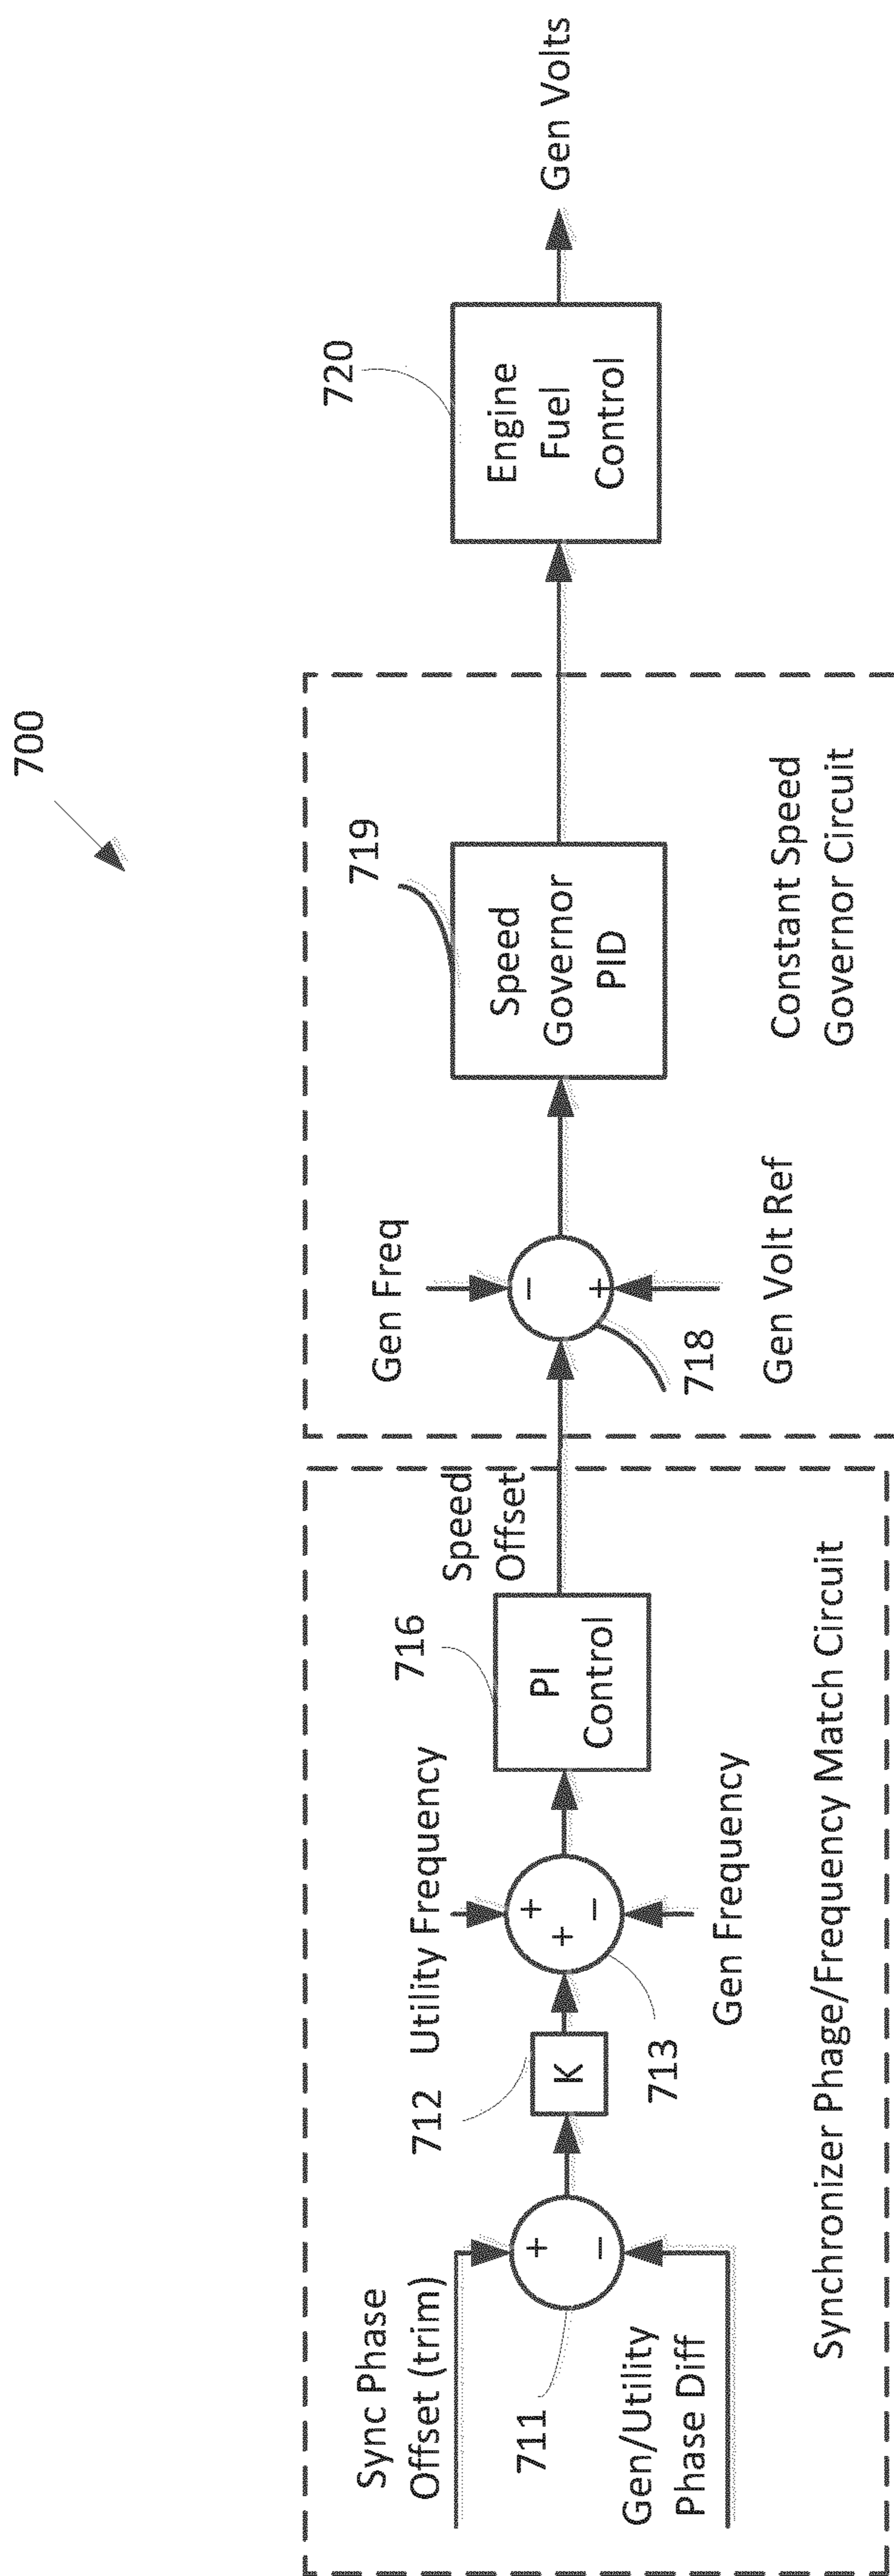 700
Sync Phase
Offset (trim)
711
Gen/Utility
Phase Diff
+
−
712
K
Utility Frequency
+
+
−
713
Gen Frequency
716
PI
Control
Speed
Offset
Synchronizer Phage/Frequency Match Circuit
Gen Freq
−
+
718
Gen Volt Ref
719
Speed
Governor
PID
Constant Speed
Governor Circuit
720
Engine
Fuel
Control
Gen Volts